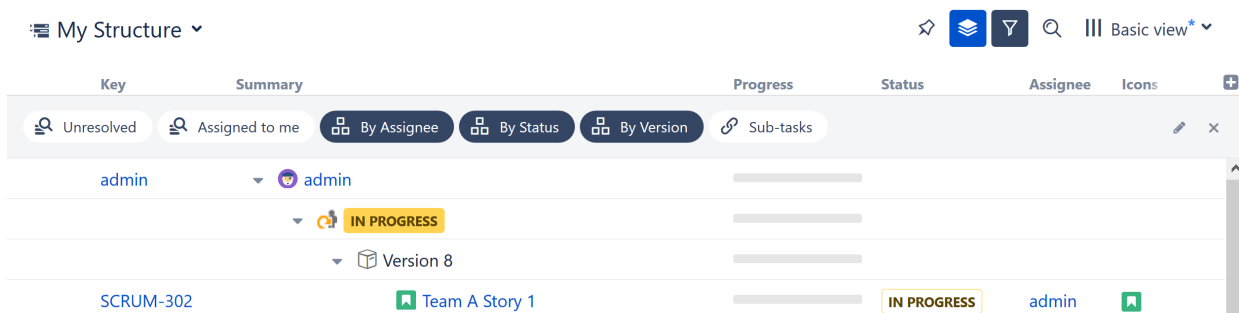 My Structure
Basic view*
Key Summary Progress Status Assignee Icons
Unresolved Assigned to me By Assignee By Status By Version Sub-tasks
admin admin
IN PROGRESS
Version 8
SCRUM-302 Team A Story 1 IN PROGRESS admin